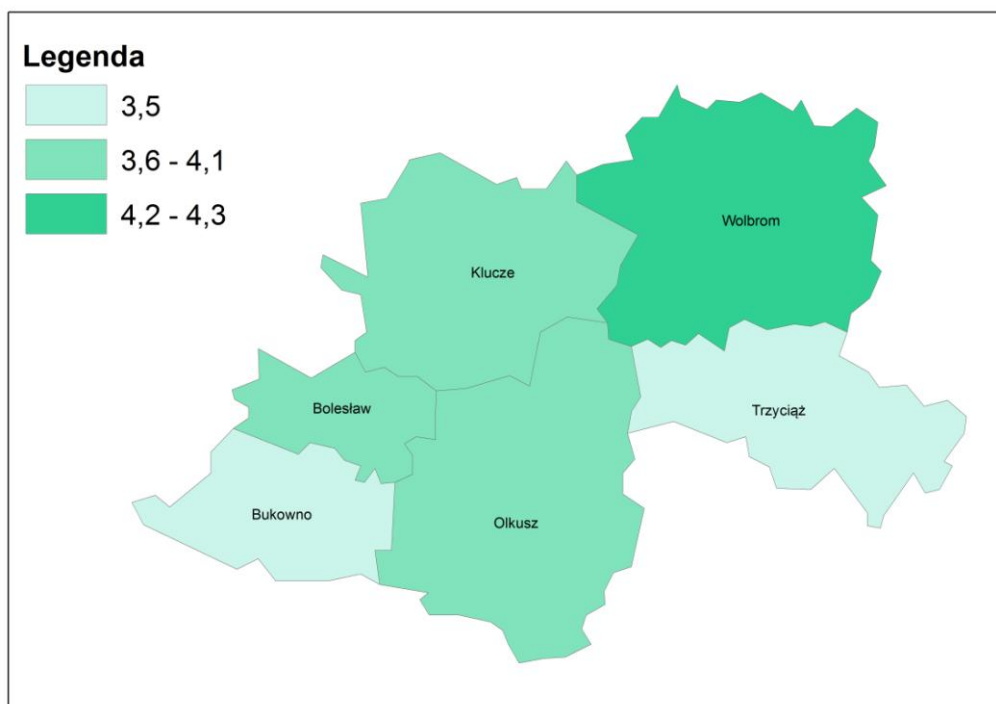 Legenda
3,5
3,6 - 4,1
4,2 - 4,3
Wolbrom
Klucze
Bolesław
Trzyciąż
Bukowno
Olkusz